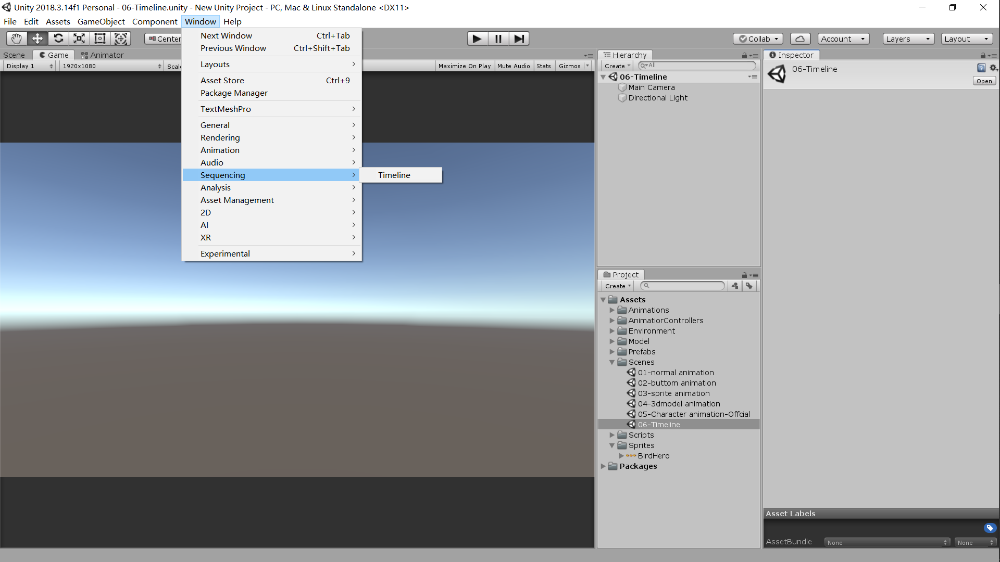 Unity 2018.3.14f1 Personal - 06-Timeline.unity - New Unity Project - PC, Mac & Linux Standalone <DX11>
File Edit Assets GameObject Component Window Help
Center
Collab Account Layers Layout
Scene Game Animator
Display 1 1920x1080 Scale Maximize On Play Mute Audio Stats Gizmos
Next Window Ctrl+Tab
Previous Window Ctrl+Shift+Tab
Layouts
Asset Store Ctrl+9
Package Manager
TextMeshPro
General
Rendering
Animation
Audio
Sequencing
Analysis
Asset Management
2D
AI
XR
Experimental
Timeline
Hierarchy
Create All
06-Timeline
Main Camera
Directional Light
Project
Create
Assets
Animations
AnimatiorControllers
Environment
Model
Prefabs
Scenes
01-normal animation
02-buttom animation
03-sprite animation
04-3dmodel animation
05-Character animation-Offcial
06-Timeline
Scripts
Sprites
BirdHero
Packages
Inspector
06-Timeline
Open
Asset Labels
AssetBundle None None